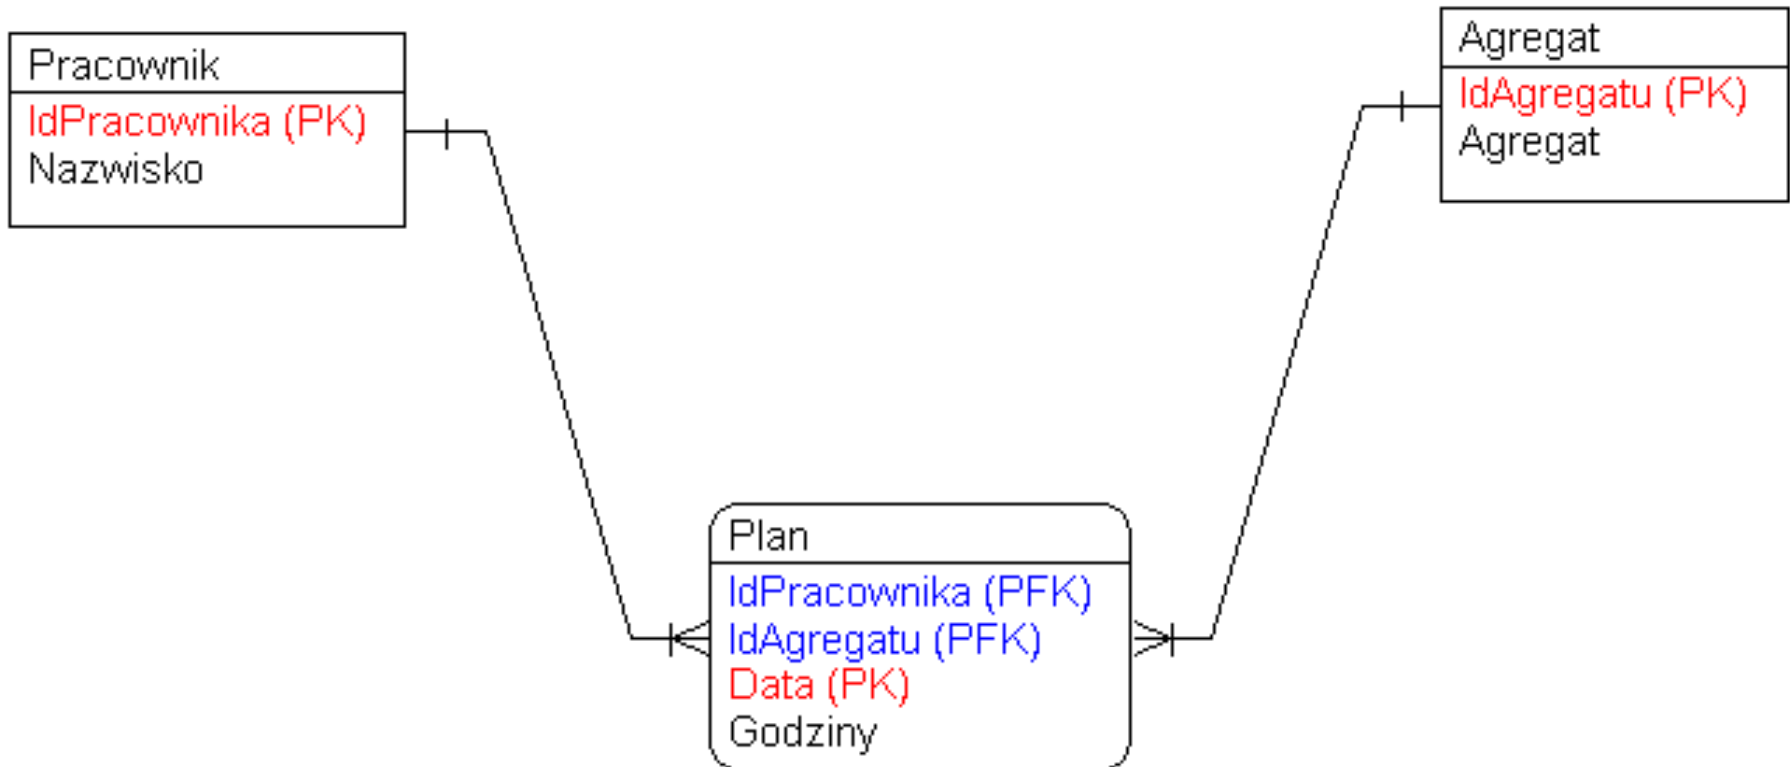 Pracownik
IdPracownika (PK)
Nazwisko
Agregat
IdAgregatu (PK)
Agregat
Plan
IdPracownika (PFK)
IdAgregatu (PFK)
Data (PK)
Godziny